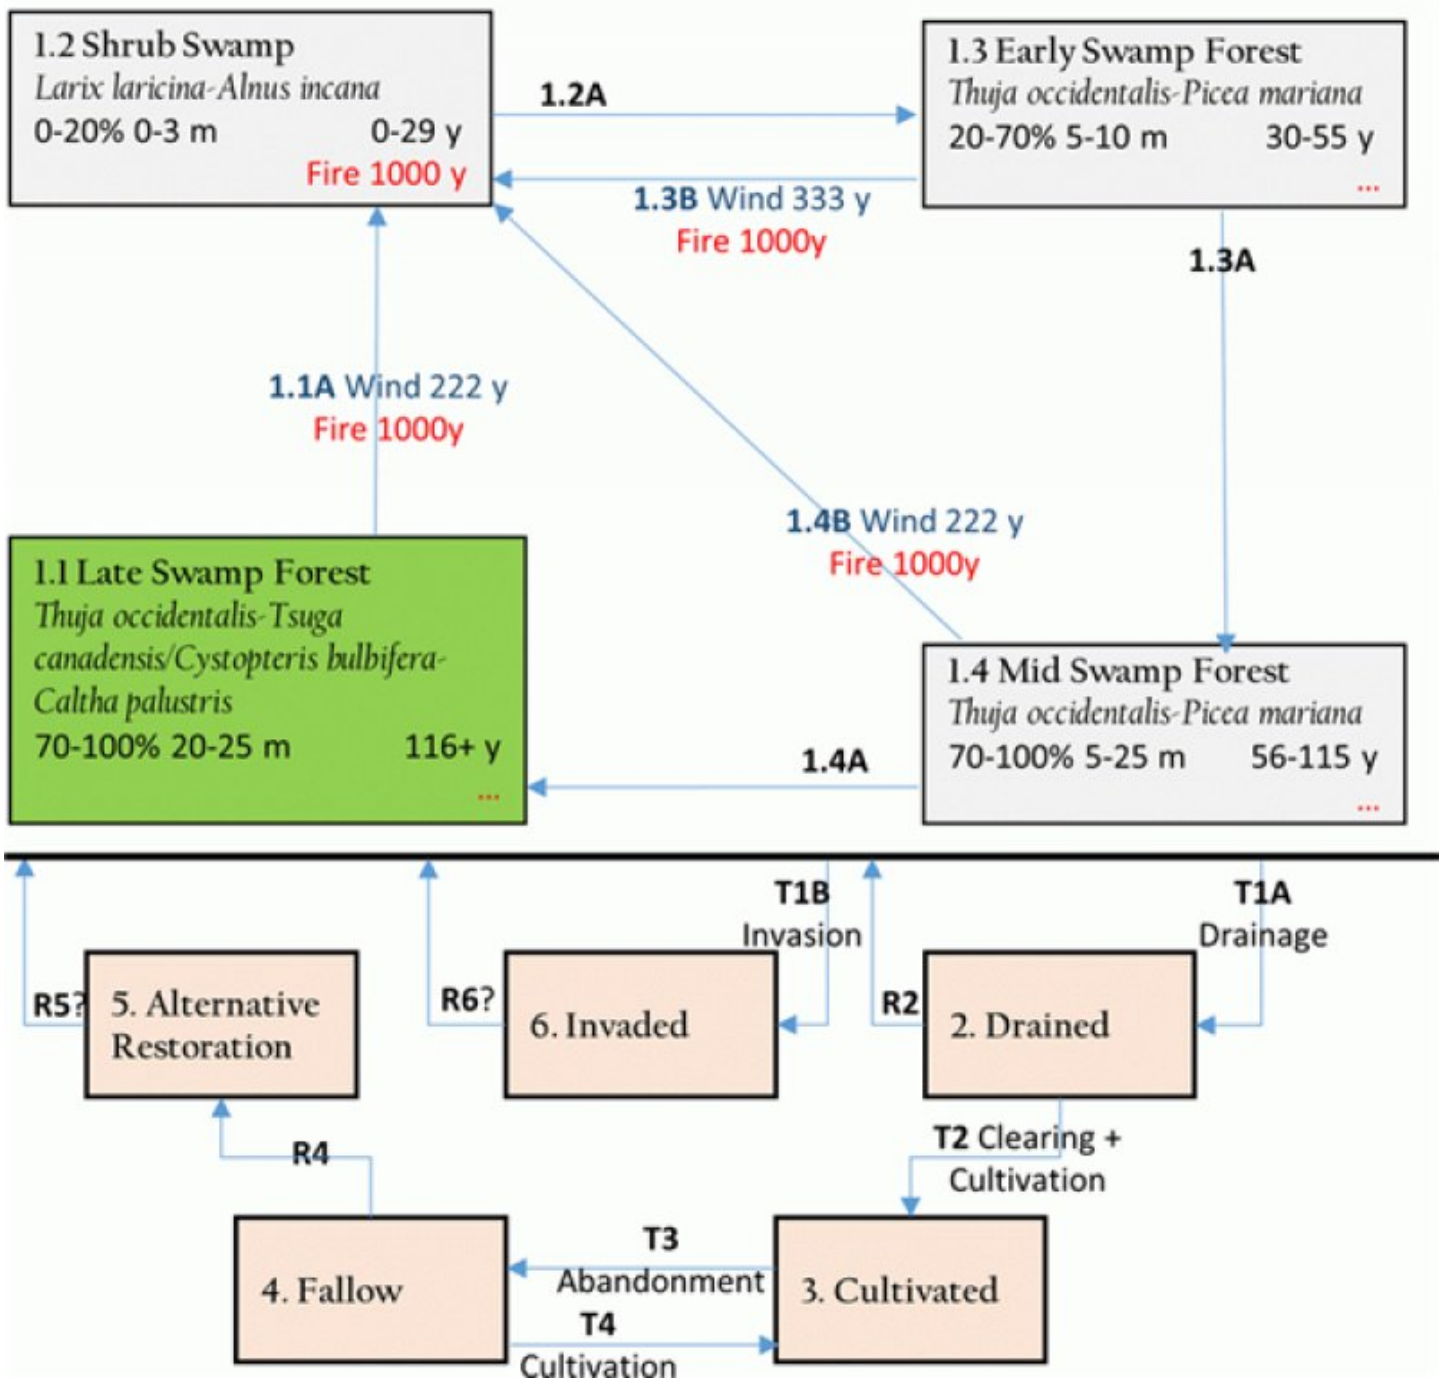 1.2 Shrub Swamp
Larix laricina-Alnus incana
0-20% 0-3 m 0-29 y
Fire 1000 y
1.2A
1.3 Early Swamp Forest
Thuja occidentalis-Picea mariana
20-70% 5-10 m 30-55 y
...
1.3B Wind 333 y
Fire 1000y
1.3A
1.1A Wind 222 y
Fire 1000y
1.4B Wind 222 y
Fire 1000y
1.1 Late Swamp Forest
Thuja occidentalis-Tsuga
canadensis/Cystopteris bulbifera-
Caltha palustris
70-100% 20-25 m 116+ y
...
1.4A
1.4 Mid Swamp Forest
Thuja occidentalis-Picea mariana
70-100% 5-25 m 56-115 y
...
T1B
Invasion
T1A
Drainage
R5?
5. Alternative
Restoration
R6?
6. Invaded
R2
2. Drained
R4
T2 Clearing +
Cultivation
4. Fallow
T3
Abandonment
T4
Cultivation
3. Cultivated